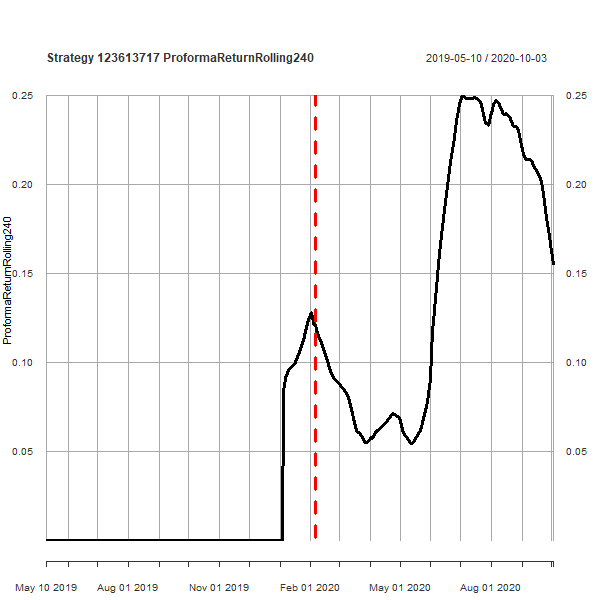 Strategy 123613717 ProformaReturnRolling240
2019-05-10 / 2020-10-03
0.25
0.25
0.20
0.20
0.15
0.15
0.10
0.10
0.05
0.05
ProformaReturnRolling240
May 10 2019
Aug 01 2019
Nov 01 2019
Feb 01 2020
May 01 2020
Aug 01 2020